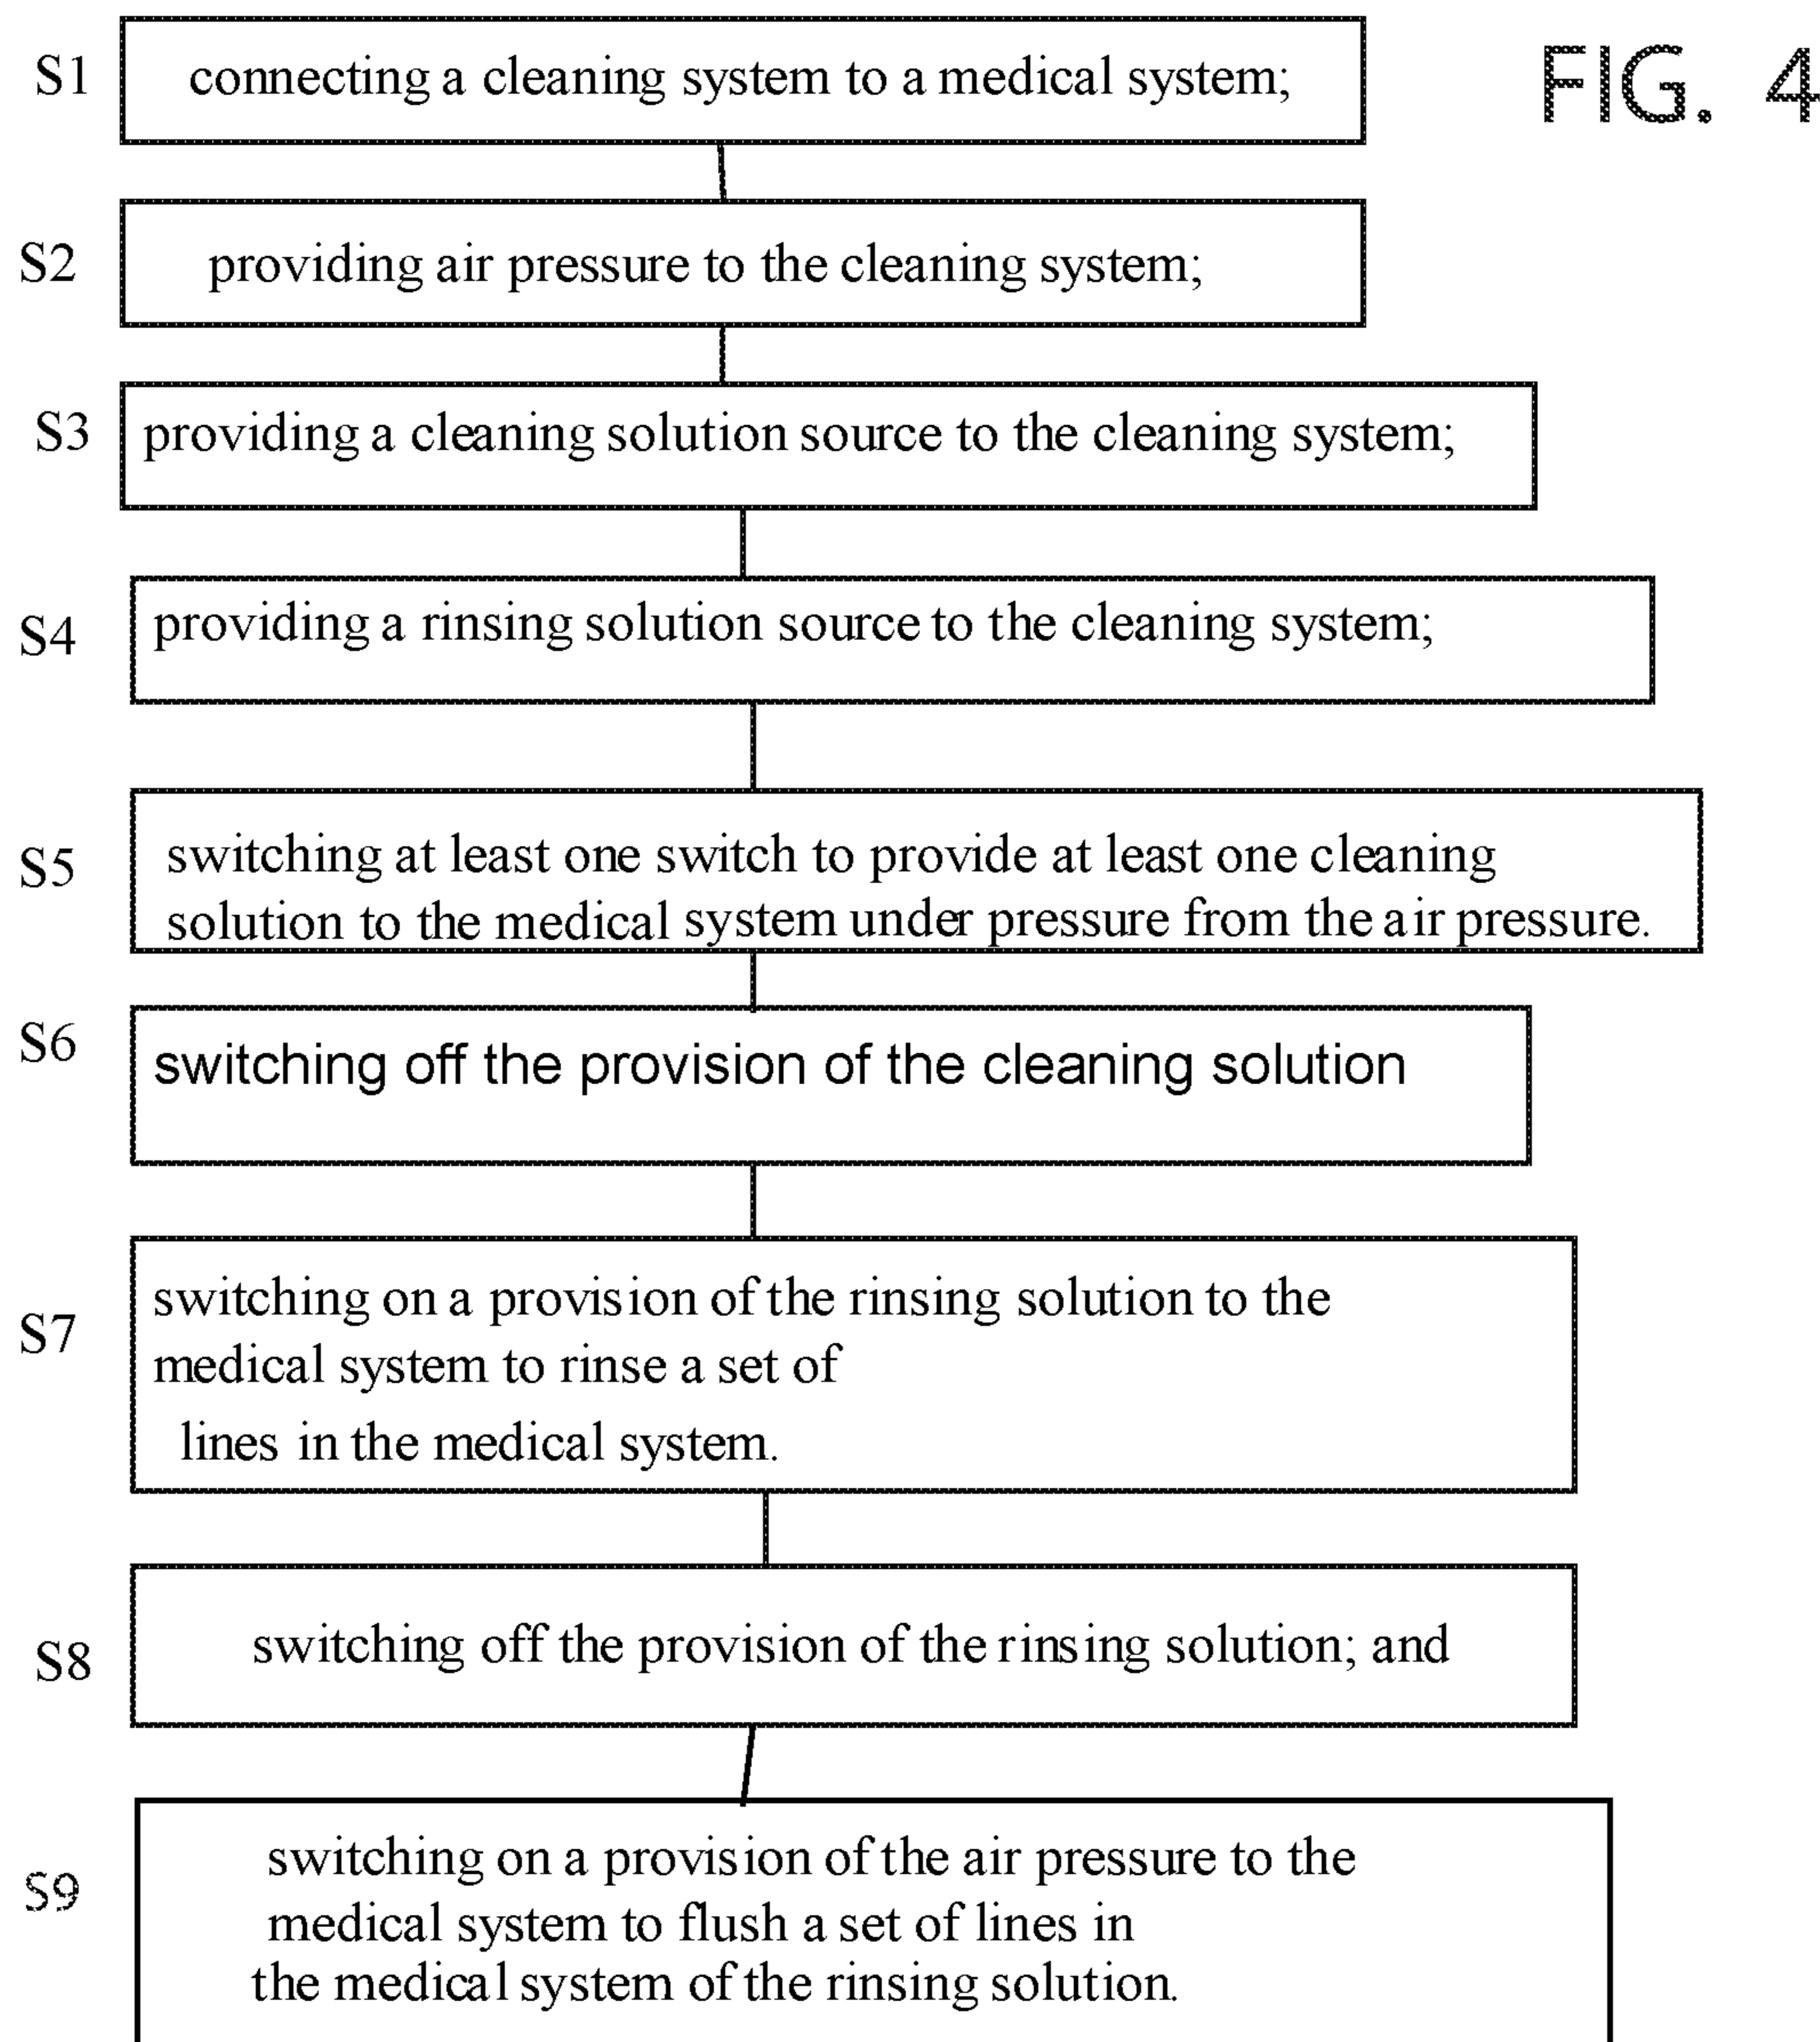 FIG. 4
S1
connecting a cleaning system to a medical system;
S2
providing air pressure to the cleaning system;
S3
providing a cleaning solution source to the cleaning system;
S4
providing a rinsing solution source to the cleaning system;
S5
switching at least one switch to provide at least one cleaning
solution to the medical system under pressure from the air pressure.
S6
switching off the provision of the cleaning solution
S7
switching on a provision of the rinsing solution to the
medical system to rinse a set of
lines in the medical system.
S8
switching off the provision of the rinsing solution; and
S9
switching on a provision of the air pressure to the
medical system to flush a set of lines in
the medical system of the rinsing solution.